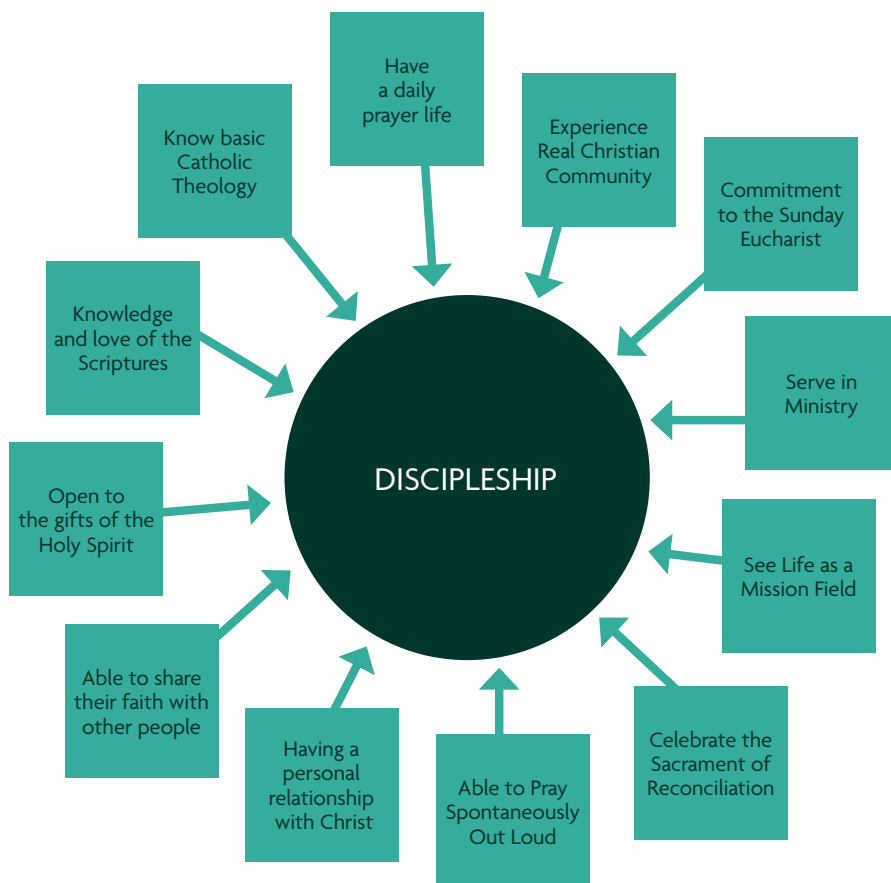 Have
a daily
prayer life
Experience
Real Christian
Community
Commitment
to the Sunday
Eucharist
Serve in
Ministry
See Life as a
Mission Field
Celebrate the
Sacrament of
Reconciliation
Able to Pray
Spontaneously
Out Loud
Having a
personal
relationship
with Christ
Able to share
their faith with
other people
Open to
the gifts of the
Holy Spirit
Knowledge
and love of the
Scriptures
Know basic
Catholic
Theology
DISCIPLESHIP